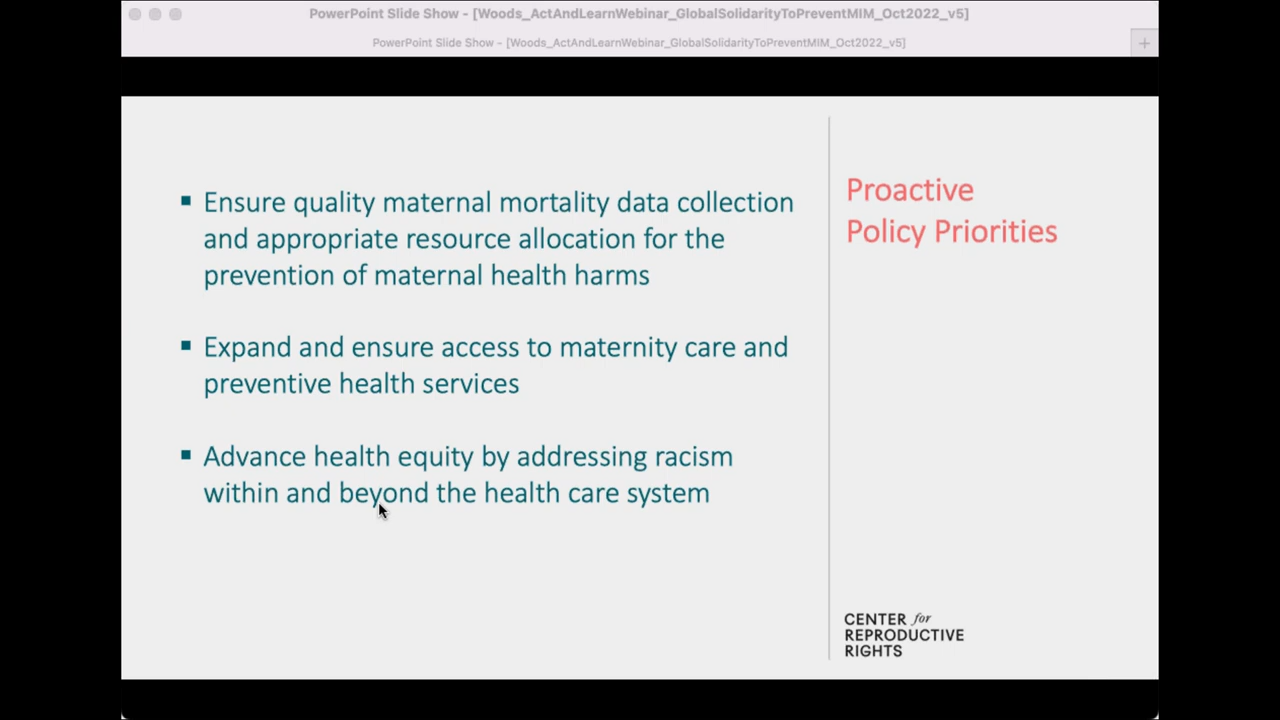 PowerPoint Slide Show - [Woods_ActAndLearnWebinar_GlobalSolidarityToPreventMIM_Oct2022_v5]
PowerPoint Slide Show - [Woods_ActAndLearnWebinar_GlobalSolidarityToPreventMIM_Oct2022_v5]
▪ Ensure quality maternal mortality data collection
and appropriate resource allocation for the
prevention of maternal health harms
▪ Expand and ensure access to maternity care and
preventive health services
▪ Advance health equity by addressing racism
within and beyond the health care system
Proactive
Policy Priorities
CENTER for
REPRODUCTIVE
RIGHTS